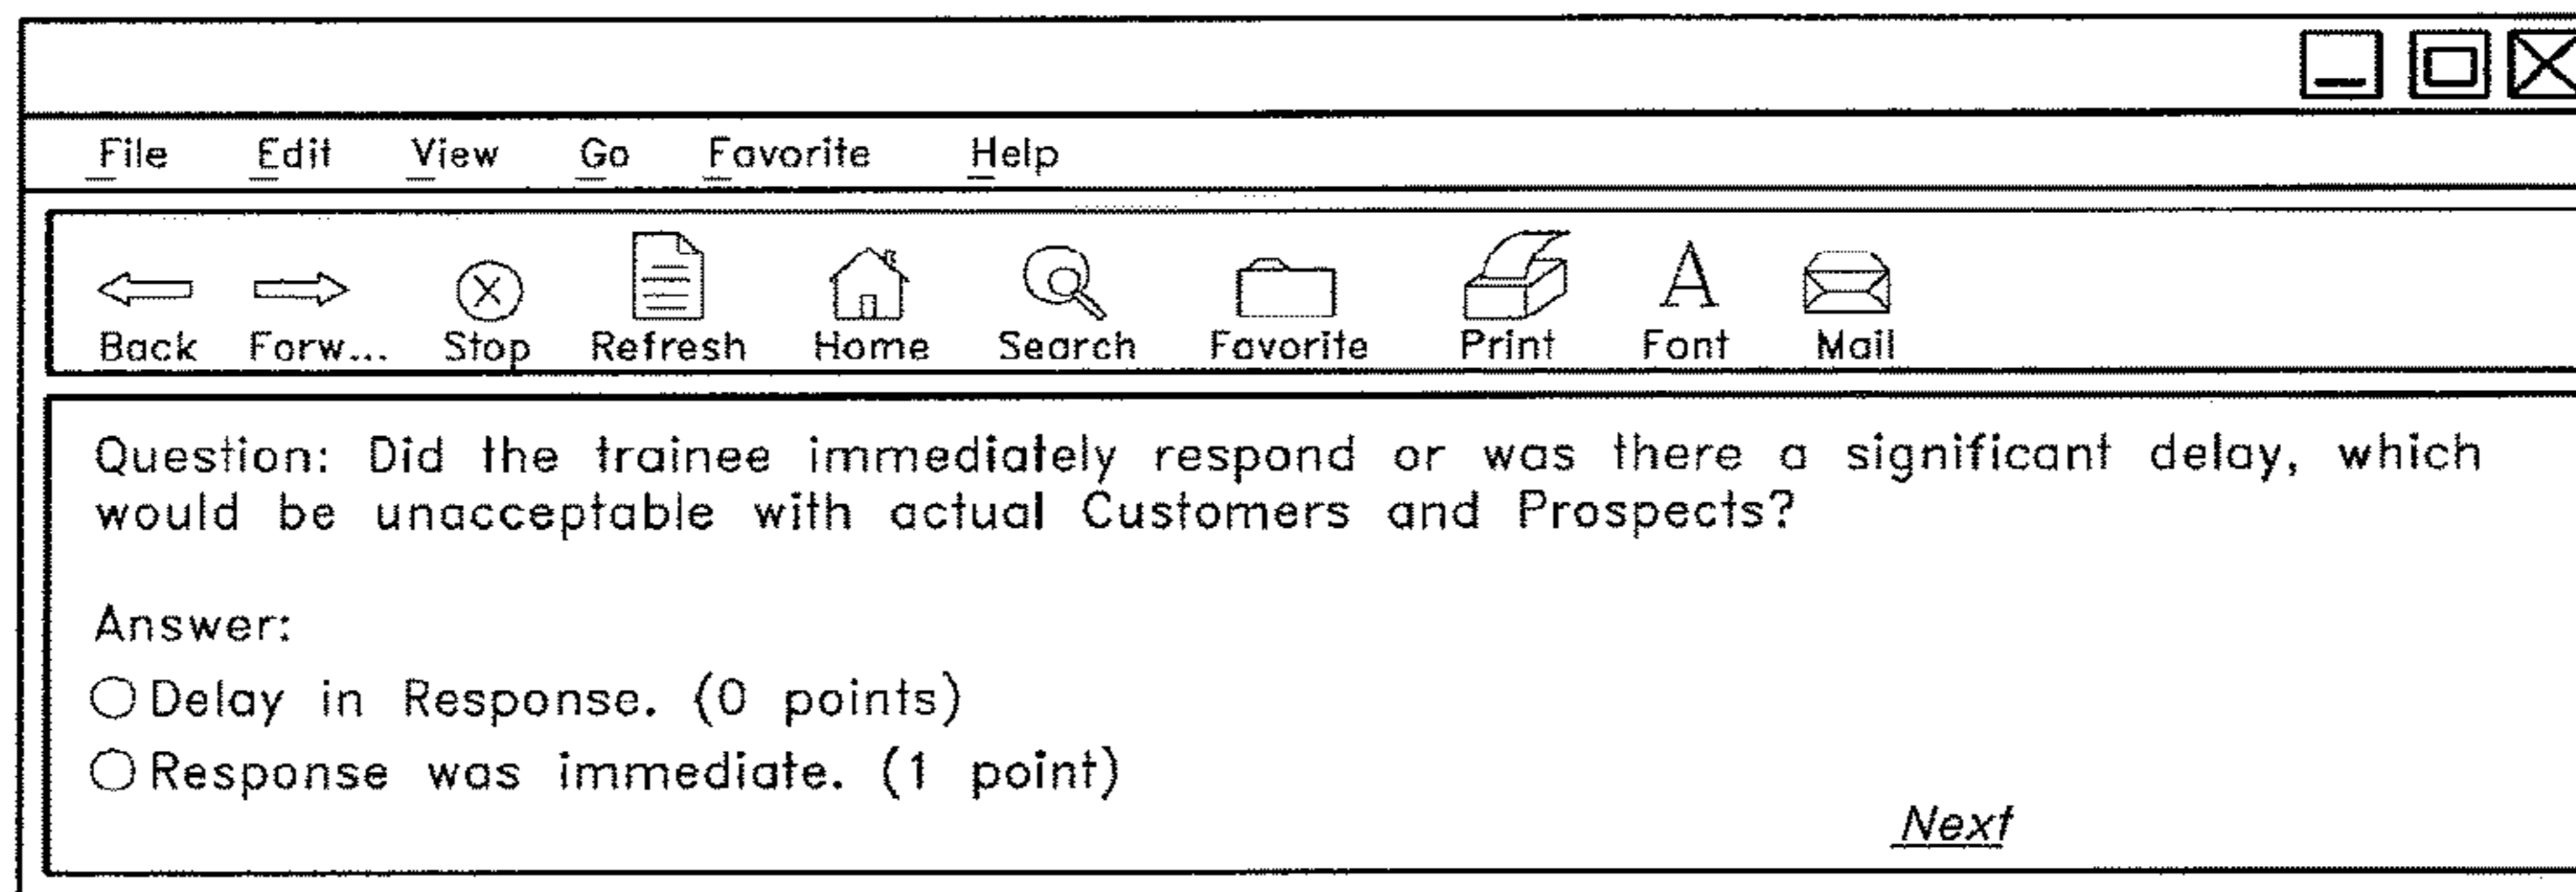 File Edit View Go Favorite Help
Back Forw... Stop Refresh Home Search Favorite Print Font Mail
Question: Did the trainee immediately respond or was there a significant delay, which
would be unacceptable with actual Customers and Prospects?
Answer:
Delay in Response. (0 points)
Response was immediate. (1 point)
Next